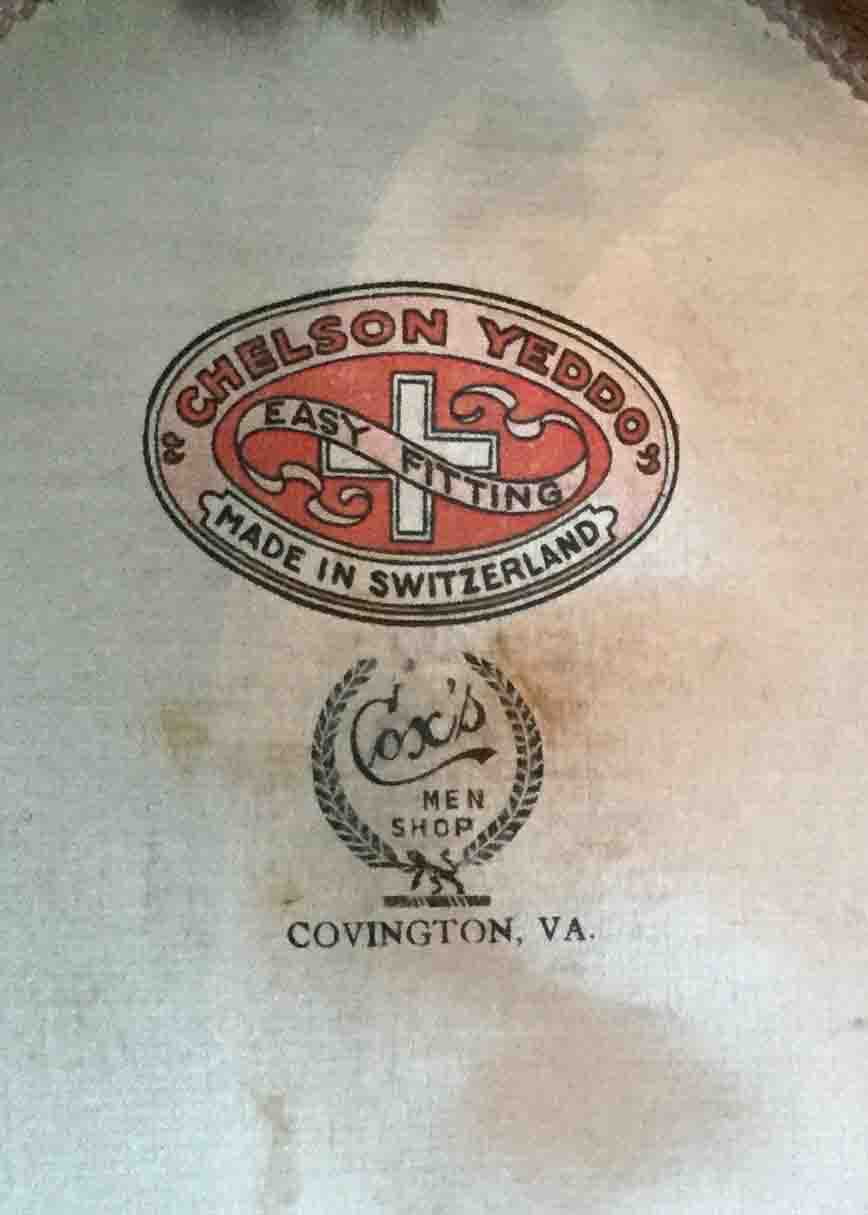 "CHELSON YEDDO"
EASY FITTING
MADE IN SWITZERLAND
Cox's
MEN
SHOP
COVINGTON, VA.